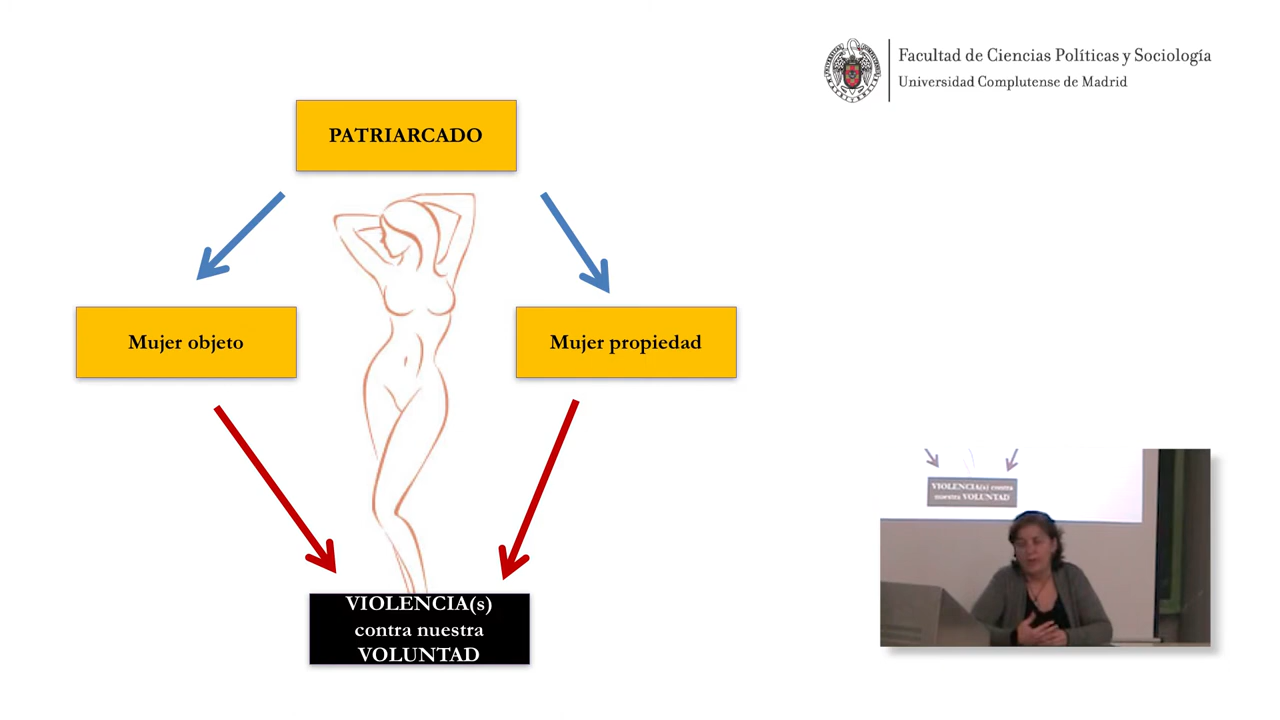 Facultad de Ciencias Políticas y Sociología
Universidad Complutense de Madrid
PATRIARCADO
Mujer objeto
Mujer propiedad
VIOLENCIA(s)
contra nuestra
VOLUNTAD
VIOLENCIA(s) contra
nuestra VOLUNTAD